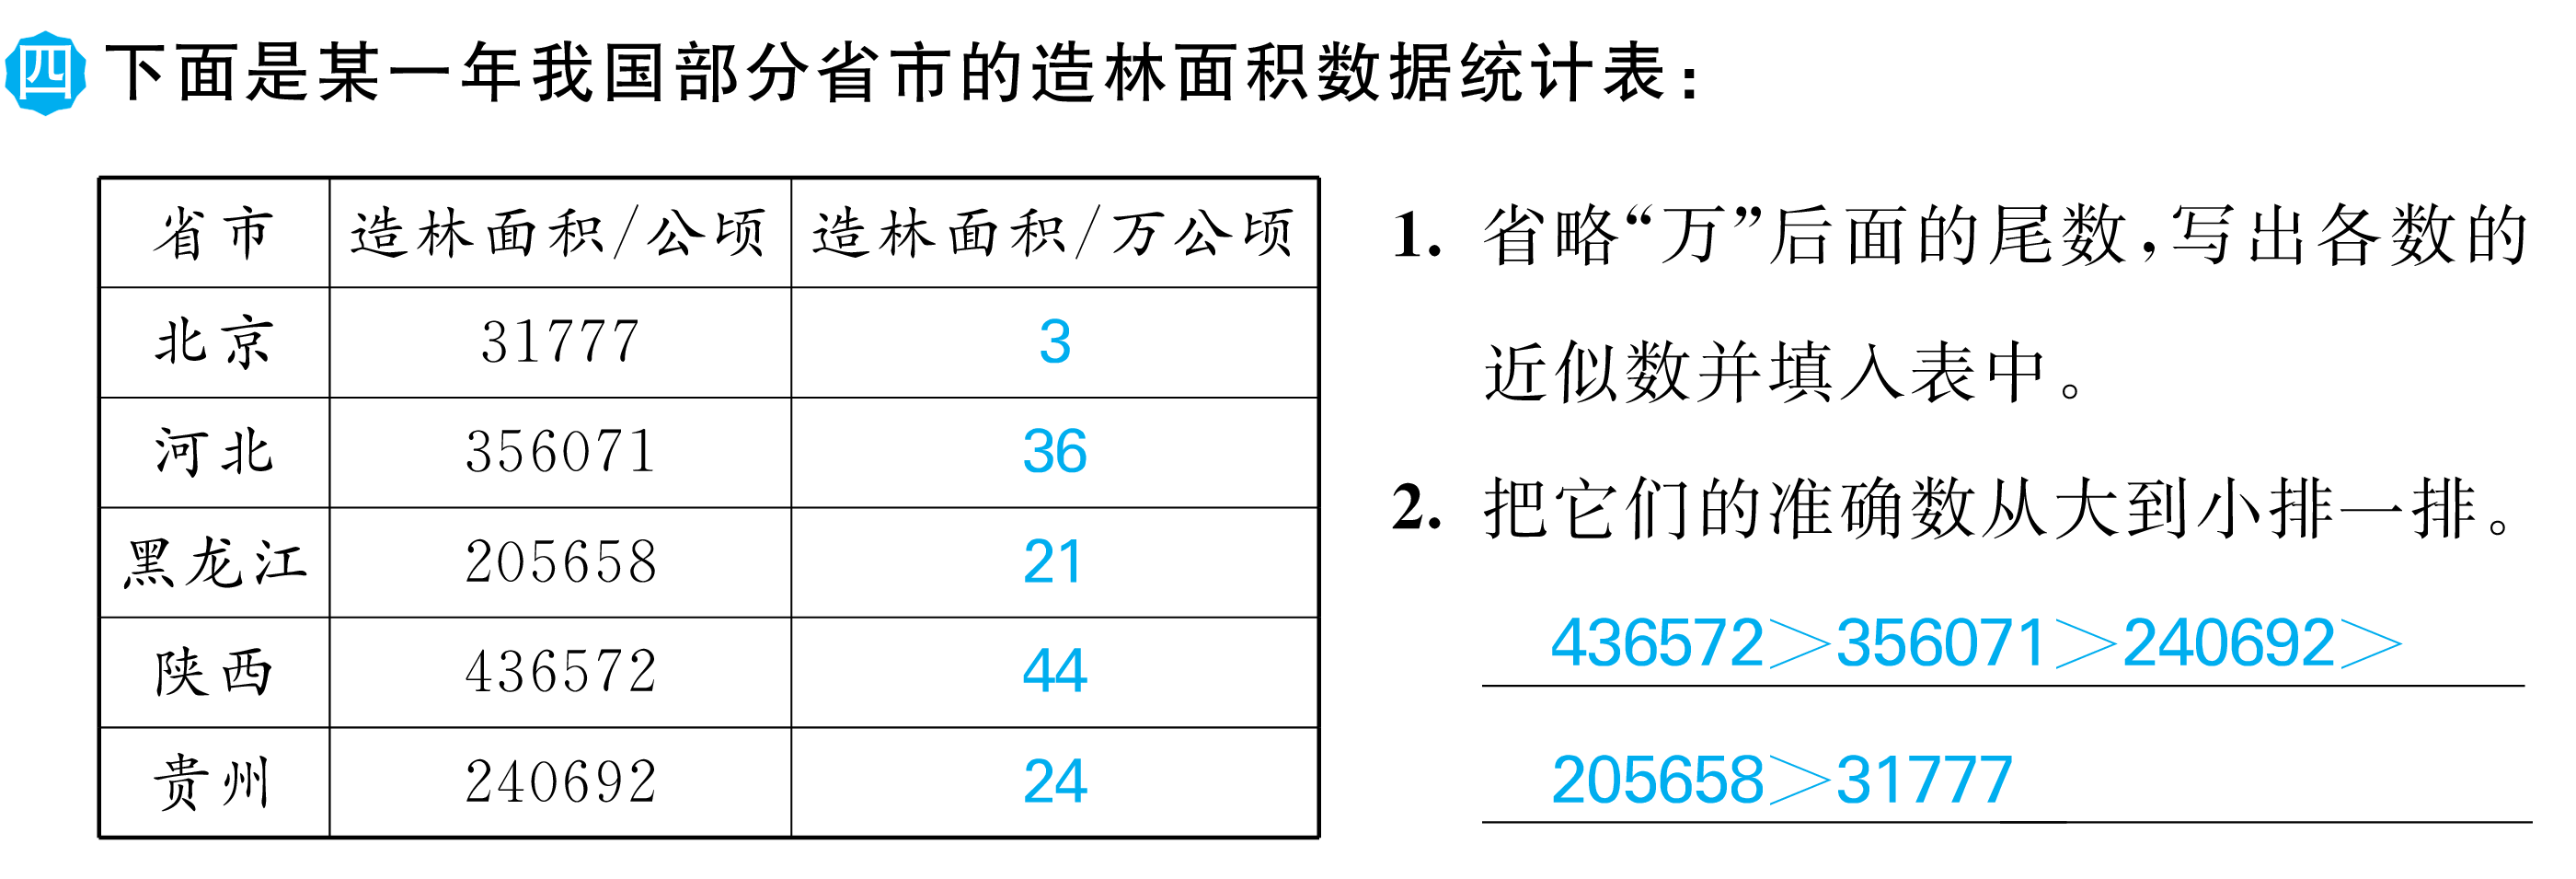 四 下面是某一年我国部分省市的造林面积数据统计表：
省市 造林面积/公顷 造林面积/万公顷
北京 31777 3
河北 356071 36
黑龙江 205658 21
陕西 436572 44
贵州 240692 24
1. 省略“万”后面的尾数，写出各数的
近似数并填入表中。
2. 把它们的准确数从大到小排一排。
436572＞356071＞240692＞
205658＞31777